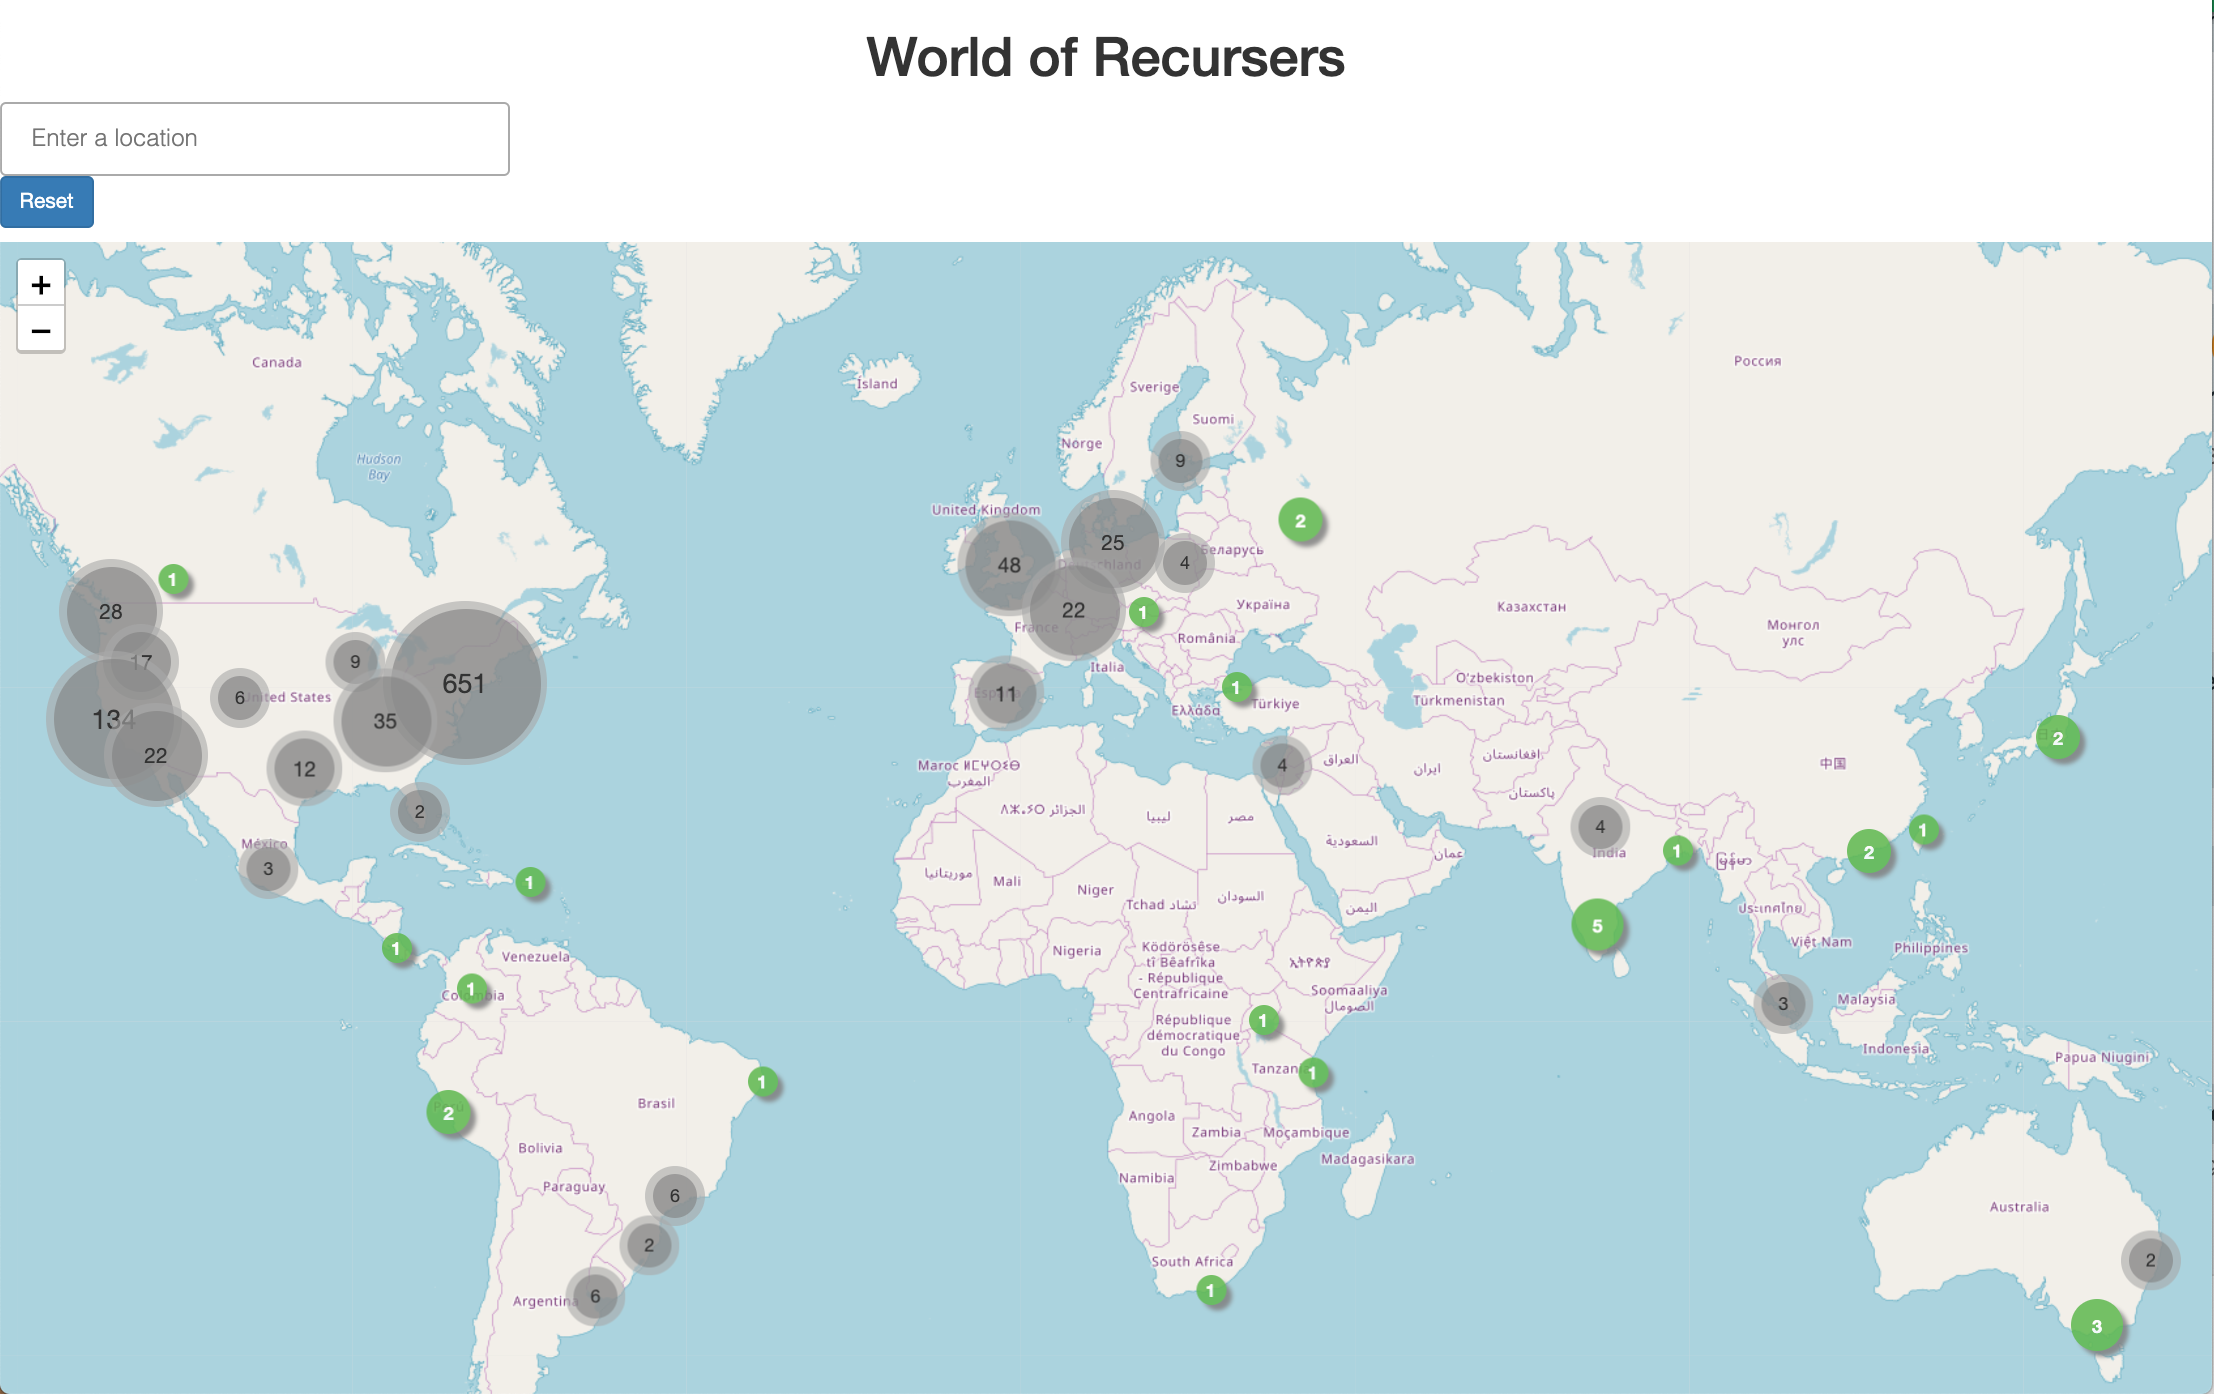 World of Recursers
Enter a location
Reset
+
−
Canada
Россия
Ísland
Sverige
Suomi
Norge
Hudson
Bay
9
United Kingdom
2
25
48
4
Беларусь
Deutschland
1
28
22
1
Україна
Казахстан
France
Монгол
улс
România
17
9
651
Italia
O'zbekiston
6
United States
11
España
1
Türkiye
Türkmenistan
Ελλάδα
134
35
2
22
12
4
Maroc ⵍⵎⵖⵔⵉⴱ
المغرب
العراق
ایران
افغانستان
中国
پاکستان
الجزائر
ليبيا
مصر
2
السعودية
4
India
1
2
1
México
3
عمان
မြန်မာ
موريتانيا
Mali
Niger
Tchad تشاد
السودان
اليمن
1
ประเทศไทย
5
1
Venezuela
Nigeria
Ködörösêse
tî Bêafrîka
- République
Centrafricaine
Việt Nam
Philippines
Colombia
1
Soomaaliya
الصومال
3
Malaysia
République
démocratique
du Congo
1
Indonesia
Papua Niugini
Tanzania
1
1
2
Brasil
Angola
Zambia
Moçambique
Bolivia
Zimbabwe
Madagasikara
Namibia
Paraguay
6
Australia
2
South Africa
2
1
Argentina
6
3